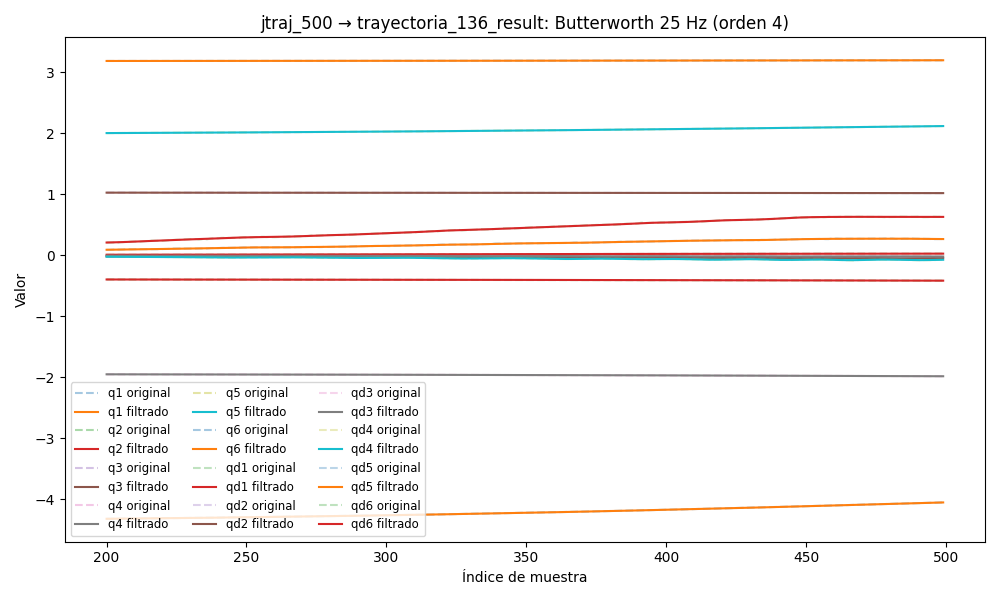 jtraj_500 → trayectoria_136_result: Butterworth 25 Hz (orden 4)
Valor
3
2
1
0
−1
−2
−3
−4
q1 original
q1 filtrado
q2 original
q2 filtrado
q3 original
q3 filtrado
q4 original
q4 filtrado
q5 original
q5 filtrado
q6 original
q6 filtrado
qd1 original
qd1 filtrado
qd2 original
qd2 filtrado
qd3 original
qd3 filtrado
qd4 original
qd4 filtrado
qd5 original
qd5 filtrado
qd6 original
qd6 filtrado
200
250
300
350
400
450
500
Índice de muestra